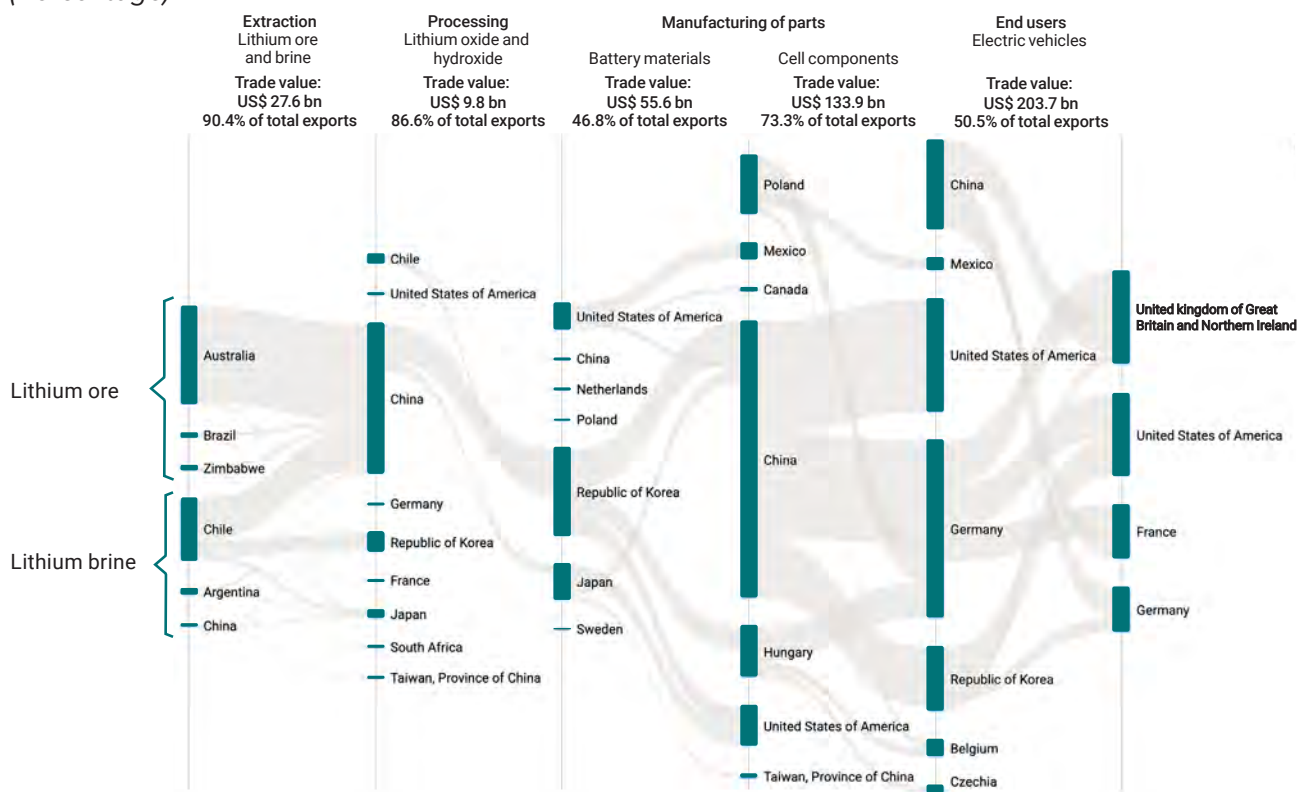 Extraction
Lithium ore
and brine
Trade value:
US$ 27.6 bn
90.4% of total exports
Processing
Lithium oxide and
hydroxide
Trade value:
US$ 9.8 bn
86.6% of total exports
Manufacturing of parts
Battery materials
Trade value:
US$ 55.6 bn
46.8% of total exports
Cell components
Trade value:
US$ 133.9 bn
73.3% of total exports
End users
Electric vehicles
Trade value:
US$ 203.7 bn
50.5% of total exports
Lithium ore
Lithium brine
Australia
Brazil
Zimbabwe
Chile
Argentina
China
Chile
United States of America
China
Germany
Republic of Korea
France
Japan
South Africa
Taiwan, Province of China
United States of America
China
Netherlands
Poland
Republic of Korea
Japan
Sweden
Poland
Mexico
Canada
China
Hungary
United States of America
Taiwan, Province of China
China
Mexico
United States of America
Germany
Republic of Korea
Belgium
Czechia
United kingdom of Great
Britain and Northern Ireland
United States of America
France
Germany